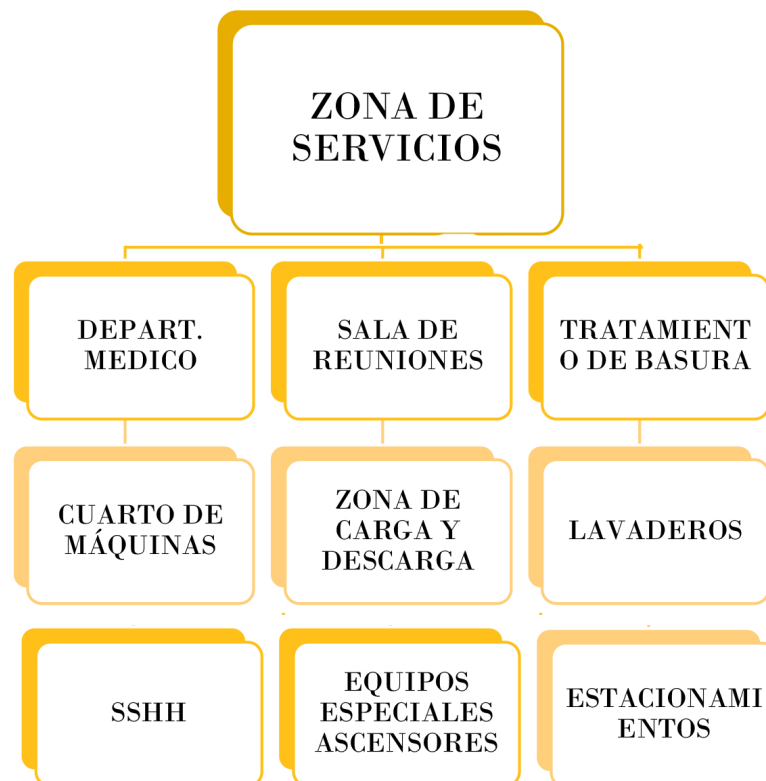 ZONA DE
SERVICIOS
DEPART.
MEDICO
SALA DE
REUNIONES
TRATAMIENT
O DE BASURA
CUARTO DE
MÁQUINAS
ZONA DE
CARGA Y
DESCARGA
LAVADEROS
SSHH
EQUIPOS
ESPECIALES
ASCENSORES
ESTACIONAMI
ENTOS